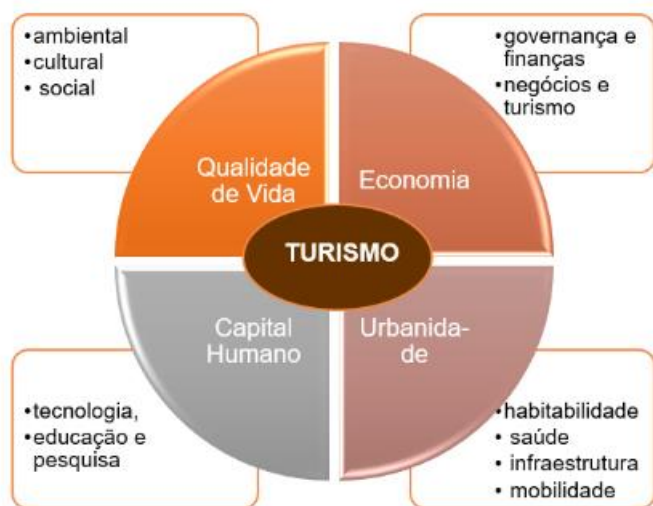 •ambiental
•cultural
• social
•governança e
finanças
•negócios e
turismo
Qualidade
de Vida
Economia
TURISMO
Capital
Humano
Urbanida-
de
•tecnologia,
•educação e
pesquisa
•habitabilidade
• saúde
• infraestrutura
• mobilidade